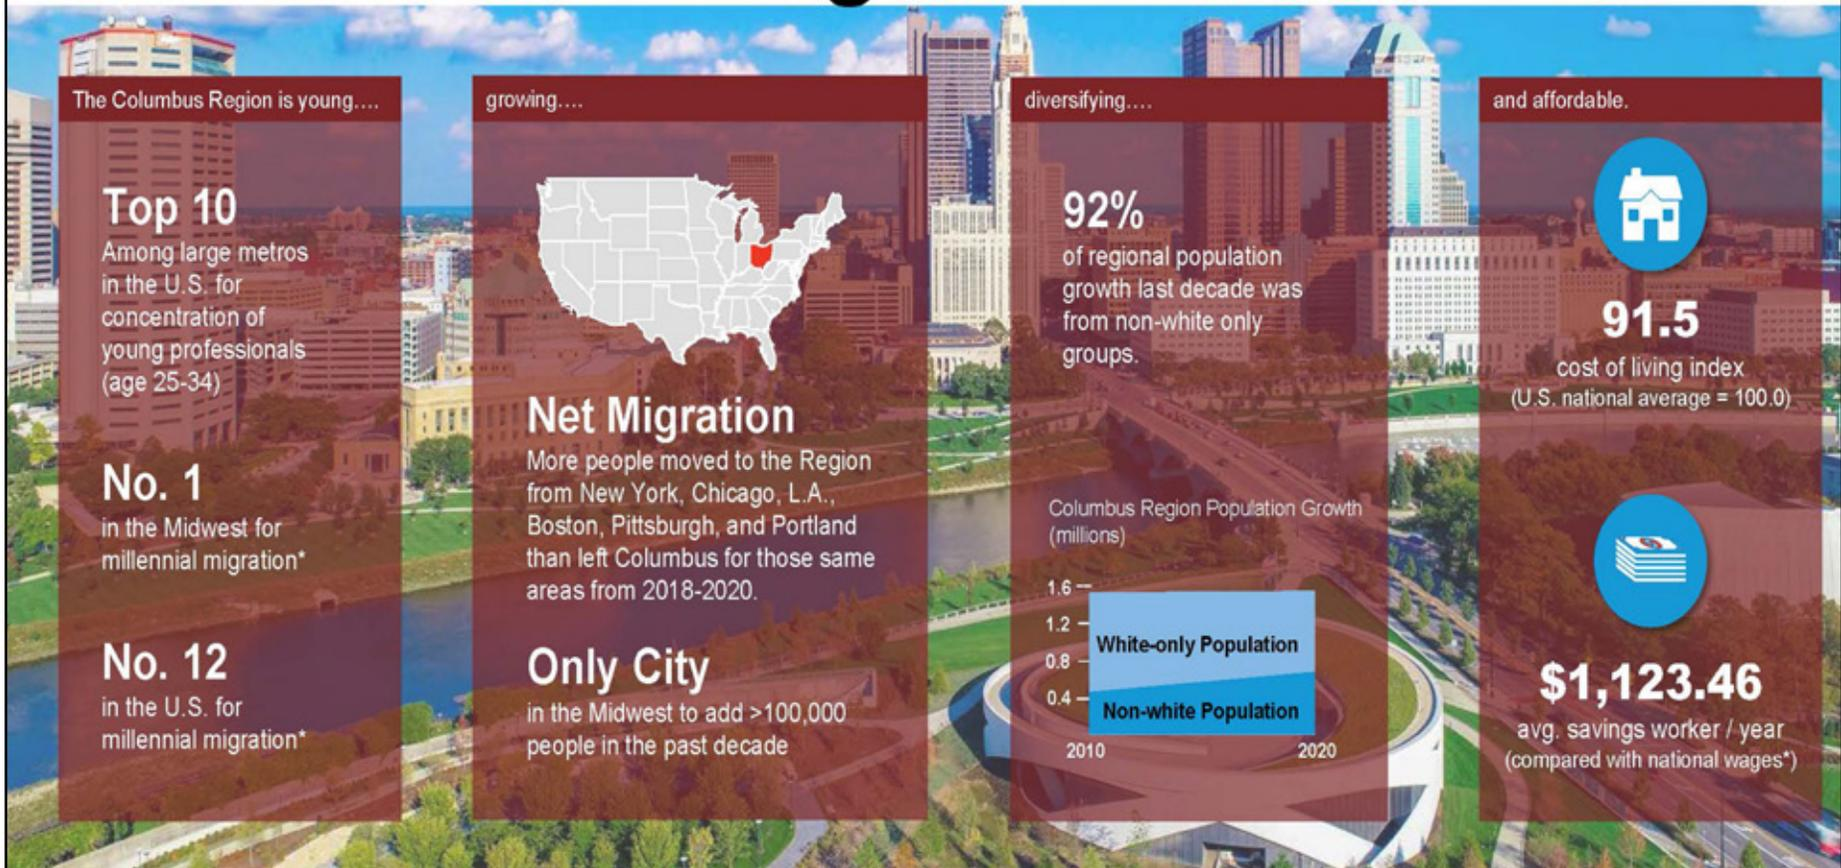 The Columbus Region is young....
Top 10
Among large metros
in the U.S. for
concentration of
young professionals
(age 25-34)
No. 1
in the Midwest for
millennial migration*
No. 12
in the U.S. for
millennial migration*
growing....
Net Migration
More people moved to the Region
from New York, Chicago, L.A.,
Boston, Pittsburgh, and Portland
than left Columbus for those same
areas from 2018-2020.
Only City
in the Midwest to add >100,000
people in the past decade
diversifying....
92%
of regional population
growth last decade was
from non-white only
groups.
Columbus Region Population Growth
(millions)
1.6
1.2
White-only Population
0.8
0.4
Non-white Population
2010 2020
and affordable.
91.5
cost of living index
(U.S. national average = 100.0)
$1,123.46
avg. savings worker / year
(compared with national wages*)